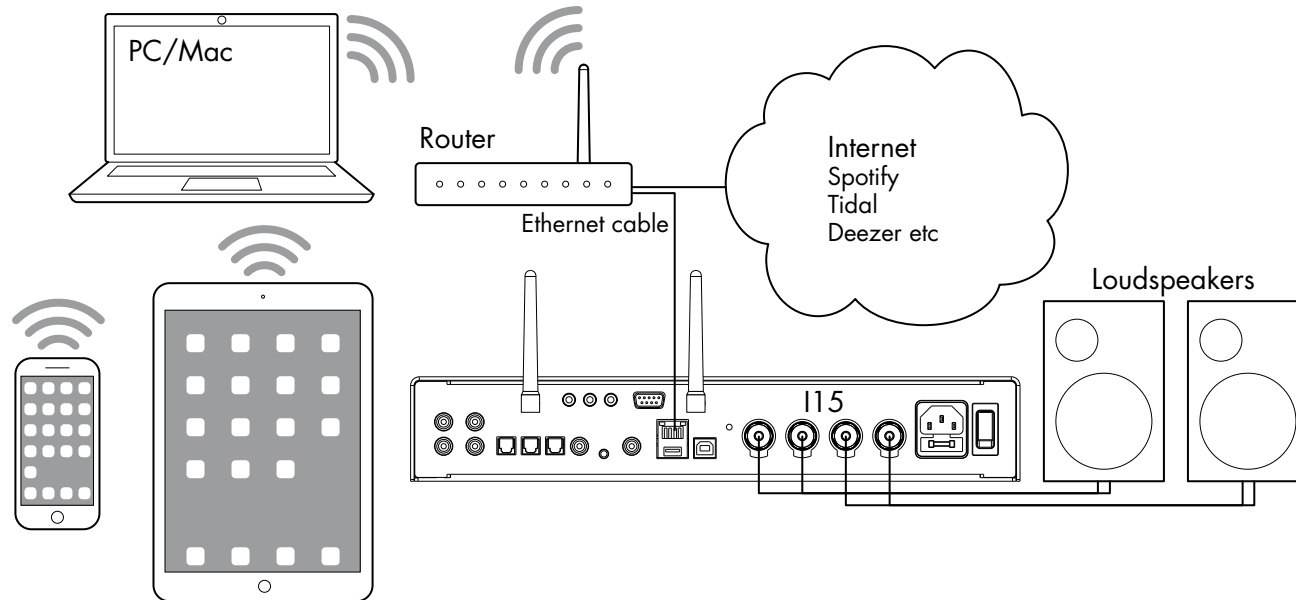 PC/Mac
Router
Ethernet cable
Internet
Spotify
Tidal
Deezer etc
Loudspeakers
I15